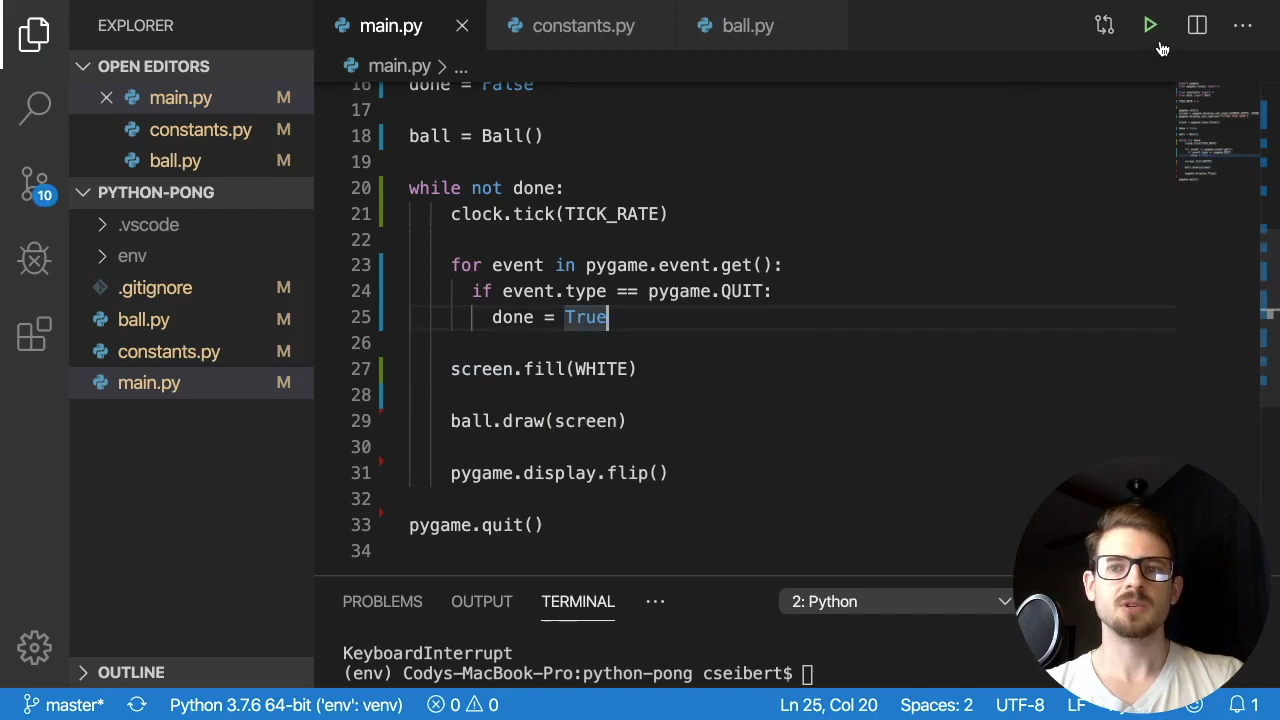 EXPLORER
main.py
constants.py
ball.py
OPEN EDITORS
main.py > ...
main.py M
constants.py M
ball.py M
PYTHON-PONG
.vscode
env
.gitignore M
ball.py M
constants.py M
main.py M
OUTLINE
10
16 done = False
17
18 ball = Ball()
19
20 while not done:
21 clock.tick(TICK_RATE)
22
23 for event in pygame.event.get():
24 if event.type == pygame.QUIT:
25 done = True
26
27 screen.fill(WHITE)
28
29 ball.draw(screen)
30
31 pygame.display.flip()
32
33 pygame.quit()
34
PROBLEMS OUTPUT TERMINAL ... 2: Python
KeyboardInterrupt
(env) Codys-MacBook-Pro:python-pong cseibert$
master* Python 3.7.6 64-bit ('env': venv) 0 0 Ln 25, Col 20 Spaces: 2 UTF-8 LF 1